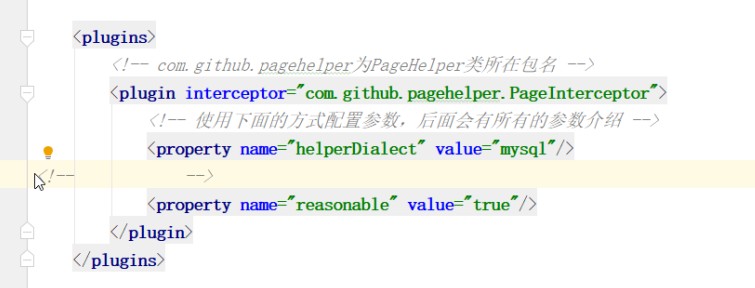 <plugins>
<!-- com.github.pagehelper为PageHelper类所在包名 -->
<plugin interceptor="com.github.pagehelper.PageInterceptor">
<!-- 使用下面的方式配置参数，后面会有所有的参数介绍 -->
<property name="helperDialect" value="mysql"/>
<!--          -->
<property name="reasonable" value="true"/>
</plugin>
</plugins>